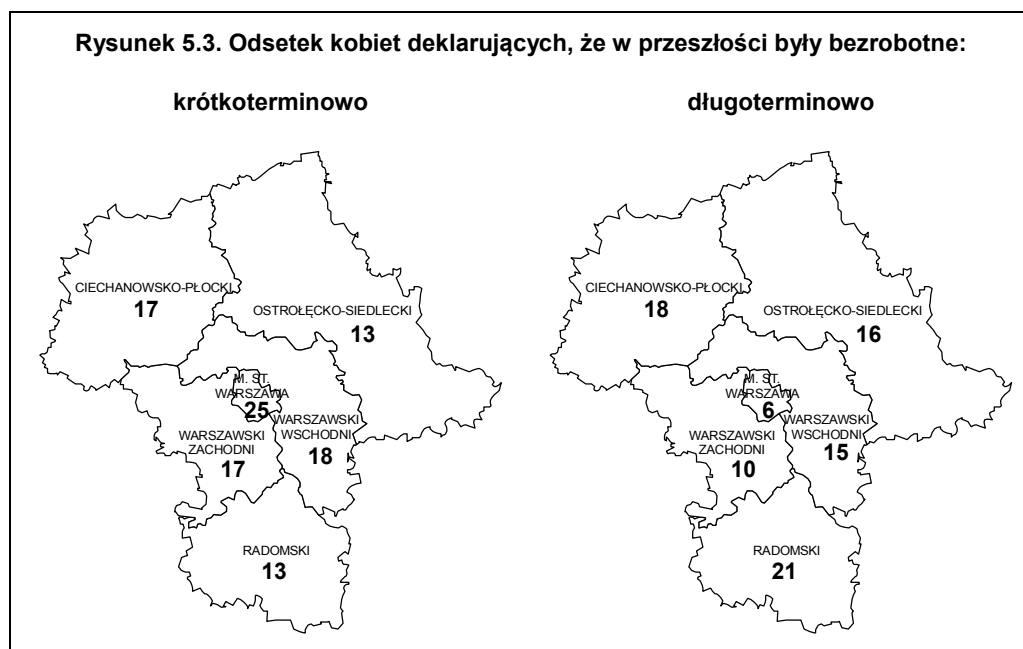 Rysunek 5.3. Odsetek kobiet deklarujących, że w przeszłości były bezrobotne:
krótkoterminowo
CIECHANOWSKO-PŁOCKI
17
OSTROŁĘCKO-SIEDLECKI
13
M. ST.
WARSZAWA
25
WARSZAWSKI
WSCHODNI
18
WARSZAWSKI
ZACHODNI
17
RADOMSKI
13
długoterminowo
CIECHANOWSKO-PŁOCKI
18
OSTROŁĘCKO-SIEDLECKI
16
M. ST.
WARSZAWA
6
WARSZAWSKI
WSCHODNI
15
WARSZAWSKI
ZACHODNI
10
RADOMSKI
21